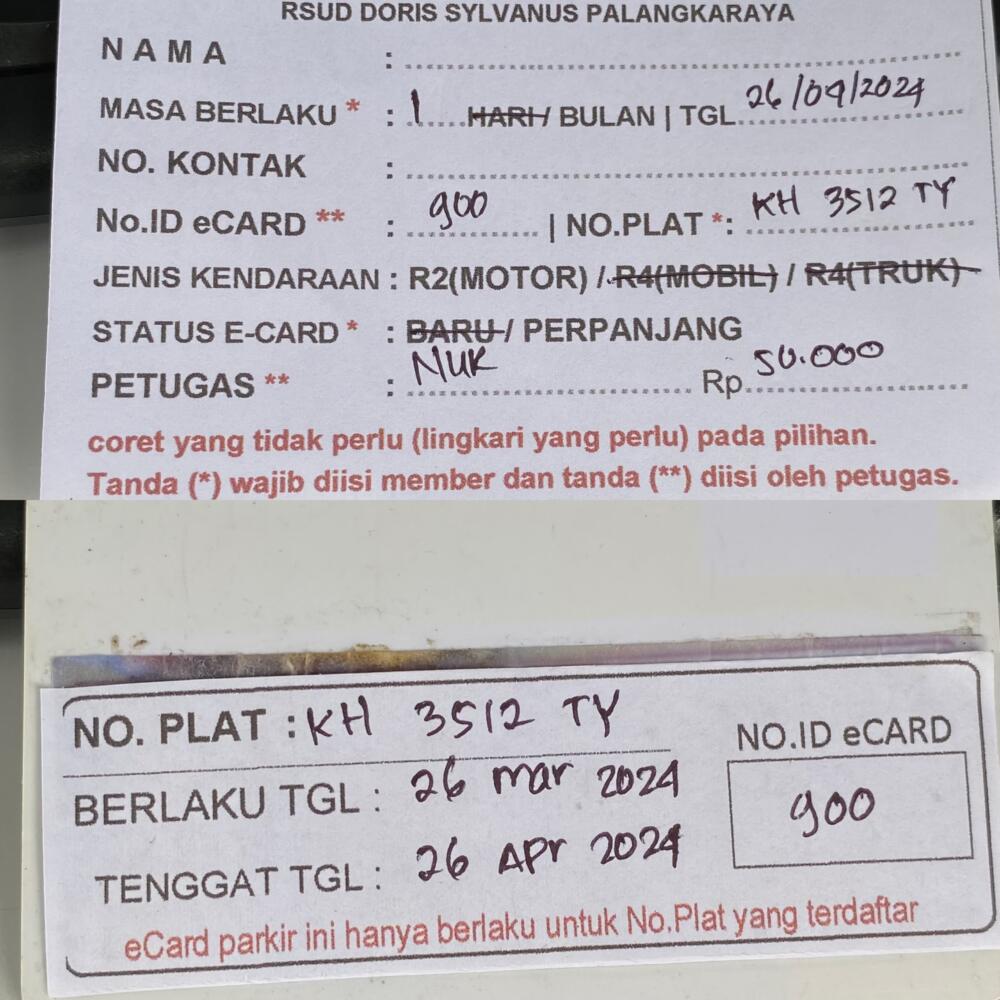 RSUD DORIS SYLVANUS PALANGKARAYA
NAMA :
MASA BERLAKU * : 1 HARI / BULAN | TGL 26/04/2024
NO. KONTAK :
No.ID eCARD ** : 900 | NO.PLAT *: KH 3512 TY
JENIS KENDARAAN : R2(MOTOR) / R4(MOBIL) / R4(TRUK)
STATUS E-CARD * : BARU / PERPANJANG
PETUGAS ** : NUK Rp 50.000
coret yang tidak perlu (lingkari yang perlu) pada pilihan.
Tanda (*) wajib diisi member dan tanda (**) diisi oleh petugas.
NO. PLAT : KH 3512 TY
NO.ID eCARD
BERLAKU TGL : 26 mar 2024
900
TENGGAT TGL : 26 APr 2024
eCard parkir ini hanya berlaku untuk No.Plat yang terdaftar